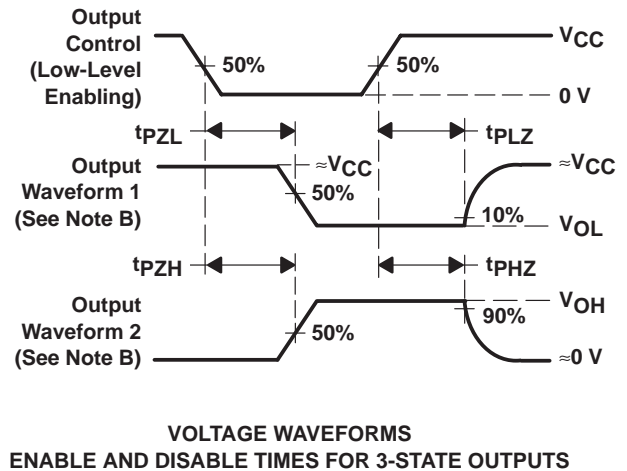 Output
Control
(Low-Level
Enabling)
50%
50%
VCC
0 V
tPZL
tPLZ
Output
Waveform 1
(See Note B)
≈VCC
50%
≈VCC
10%
VOL
tPZH
tPHZ
Output
Waveform 2
(See Note B)
50%
VOH
90%
≈0 V
VOLTAGE WAVEFORMS
ENABLE AND DISABLE TIMES FOR 3-STATE OUTPUTS